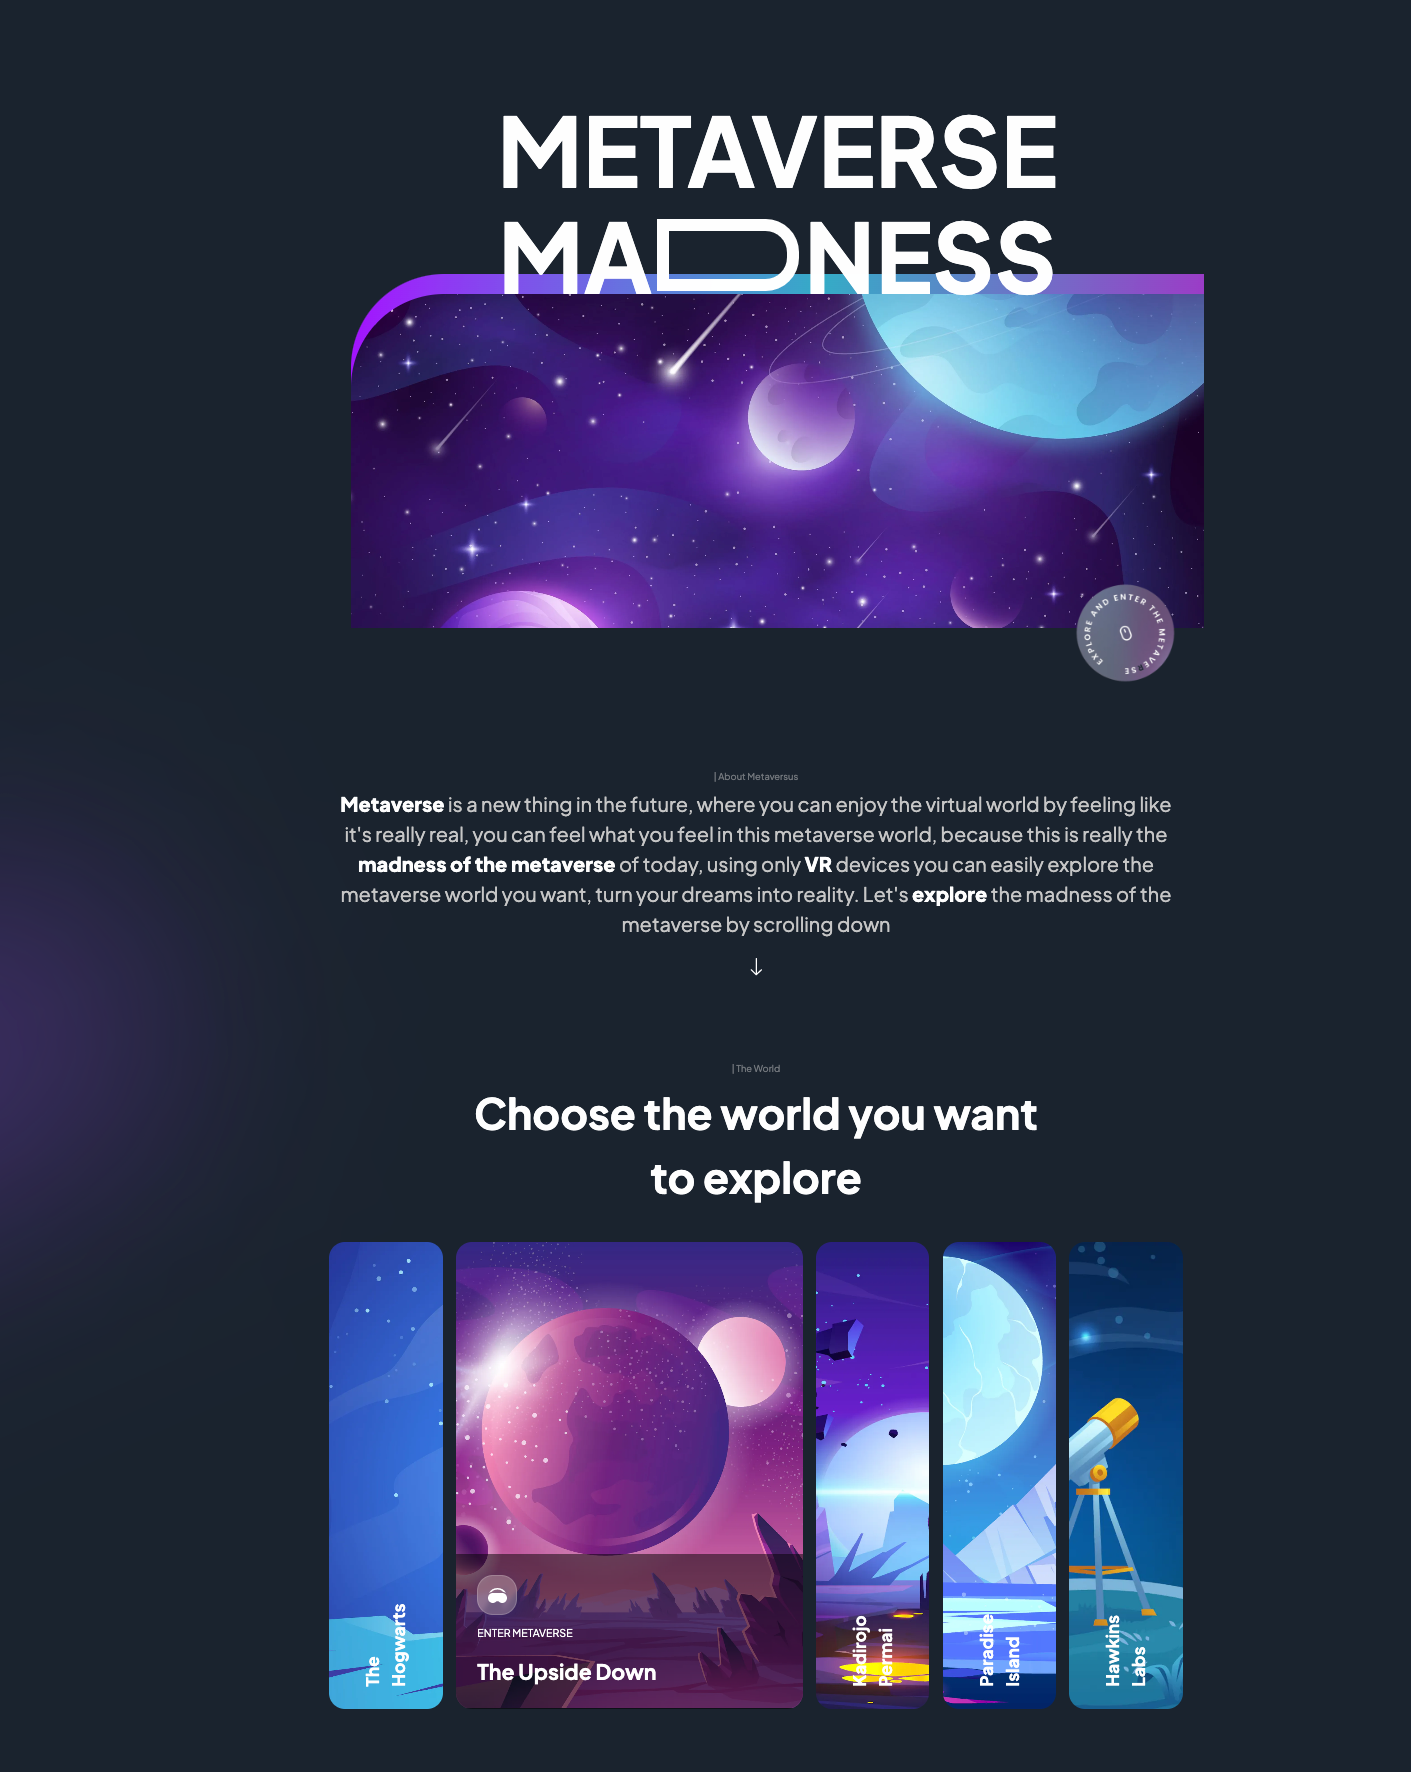 METAVERSE
MADNESS
EXPLORE AND ENTER THE METAVERSE
| About Metaversus
Metaverse is a new thing in the future, where you can enjoy the virtual world by feeling like
it's really real, you can feel what you feel in this metaverse world, because this is really the
madness of the metaverse of today, using only VR devices you can easily explore the
metaverse world you want, turn your dreams into reality. Let's explore the madness of the
metaverse by scrolling down
| The World
Choose the world you want
to explore
The
Hogwarts
ENTER METAVERSE
The Upside Down
Kadirojo
Permai
Paradise
Island
Hawkins
Labs